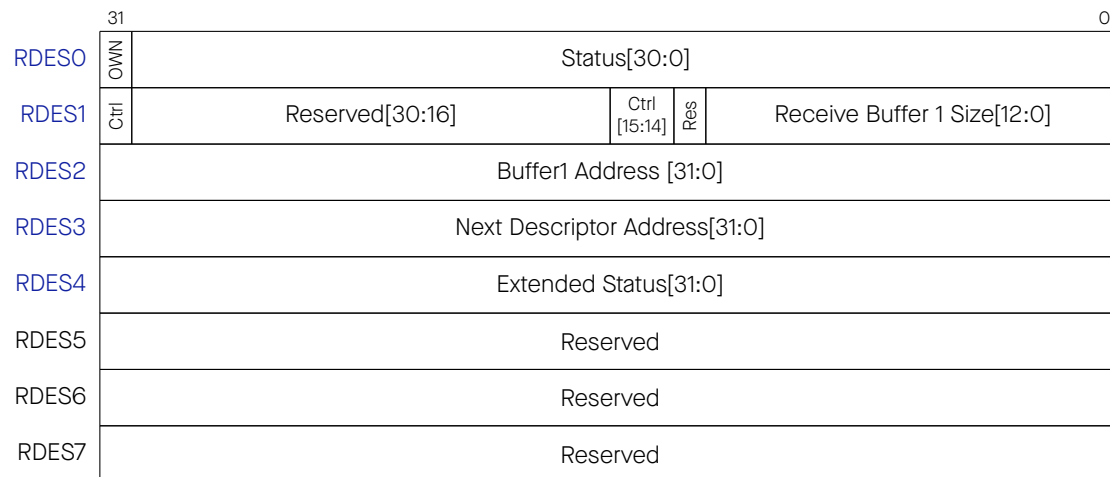 31 0
RDES0 OWN Status[30:0]
RDES1 Ctrl Reserved[30:16] Ctrl [15:14] Res Receive Buffer 1 Size[12:0]
RDES2 Buffer1 Address [31:0]
RDES3 Next Descriptor Address[31:0]
RDES4 Extended Status[31:0]
RDES5 Reserved
RDES6 Reserved
RDES7 Reserved